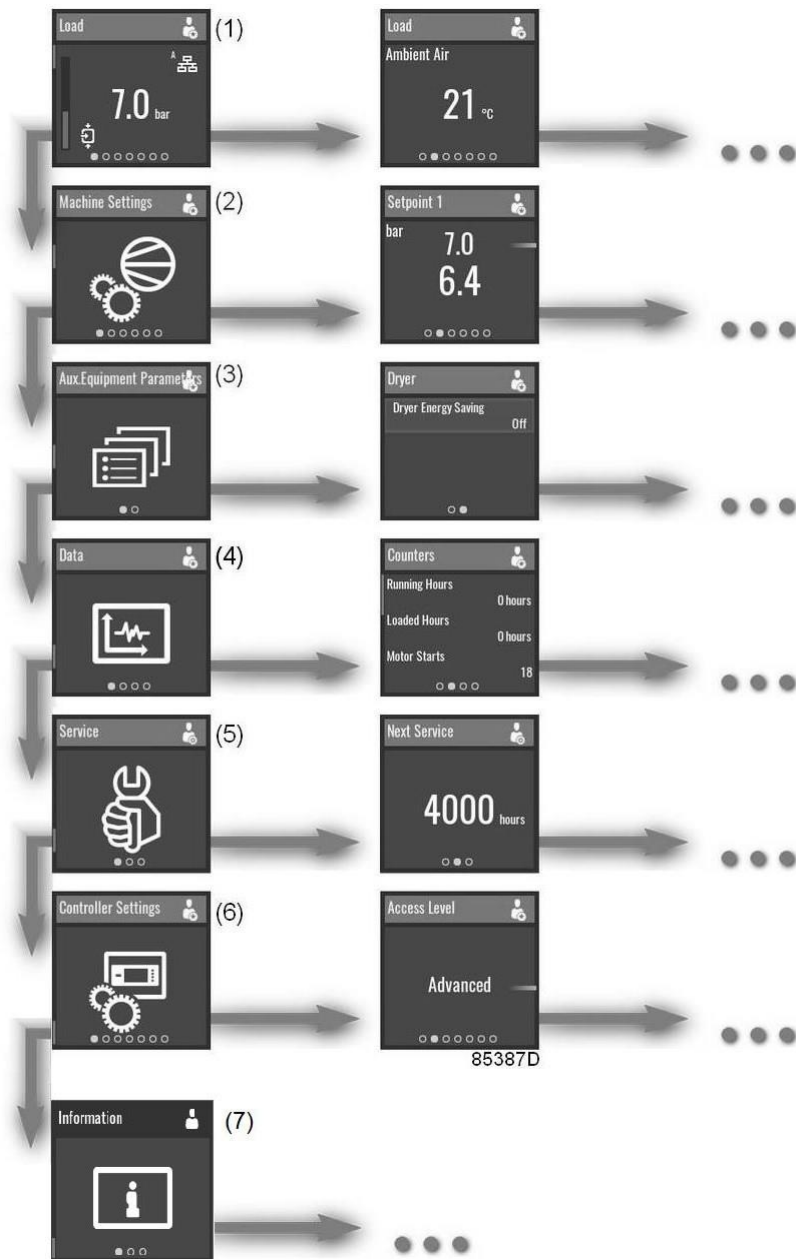 Load
(1)
A
7.0 bar
Load
Ambient Air
21 °C
Machine Settings
(2)
Setpoint 1
bar
7.0
6.4
Aux.Equipment Parameters
(3)
Dryer
Dryer Energy Saving
Off
Data
(4)
Counters
Running Hours
0 hours
Loaded Hours
0 hours
Motor Starts
18
Service
(5)
Next Service
4000 hours
Controller Settings
(6)
Access Level
Advanced
85387D
Information
(7)
i